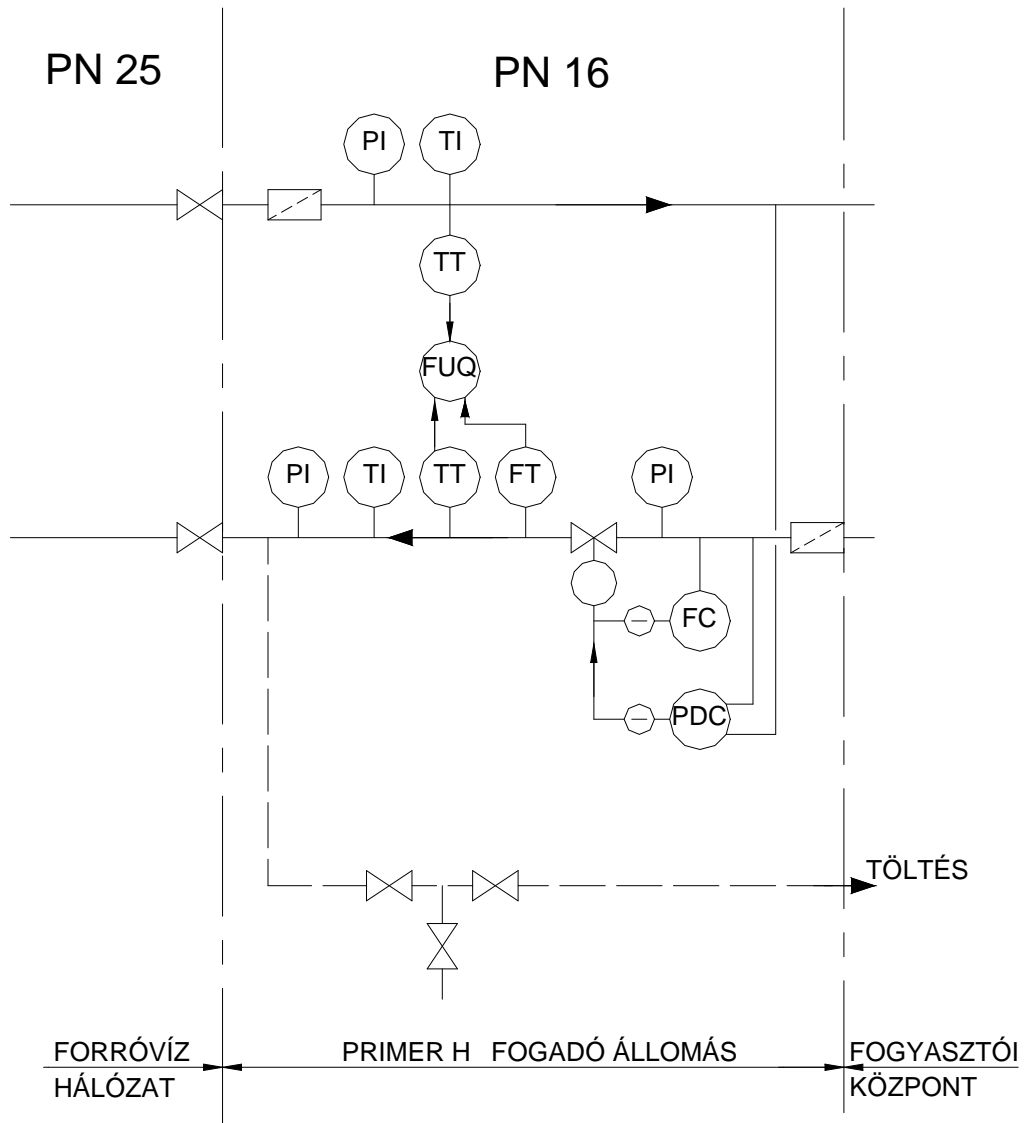 PN 25
PN 16
PI
TI
TT
FUQ
PI
TI
TT
FT
PI
FC
PDC
TÖLTÉS
FORRÓVÍZ
HÁLÓZAT
PRIMER H FOGADÓ ÁLLOMÁS
FOGYASZTÓI
KÖZPONT